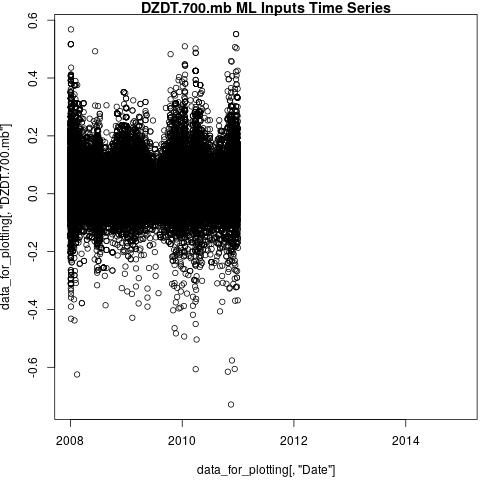 DZDT.700.mb ML Inputs Time Series
data_for_plotting[, "DZDT.700.mb"]
0.6
0.4
0.2
0.0
-0.2
-0.4
-0.6
2008 2010 2012 2014
data_for_plotting[, "Date"]